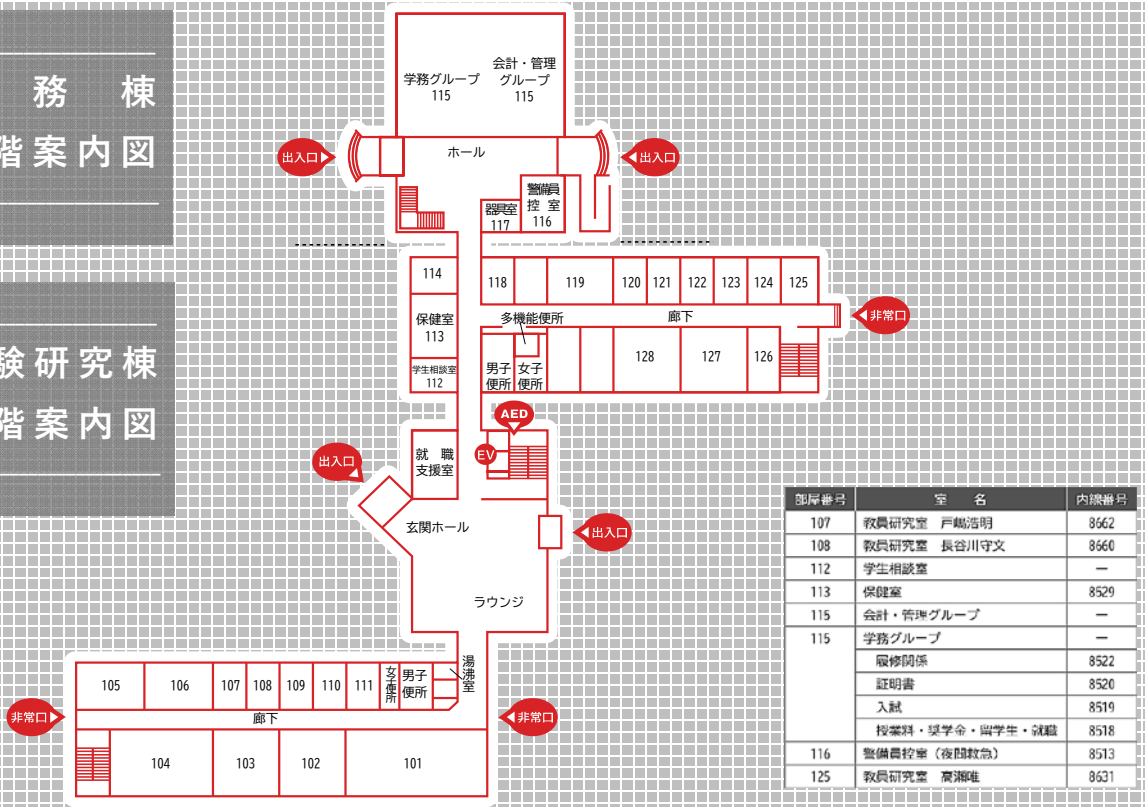 務 棟
階案内図
験研究棟
階案内図
学務グループ
115
会計・管理
グループ
115
出入口
ホール
出入口
警備員
控 室
116
器具室
117
114
118
119
120
121
122
123
124
125
保健室
113
多機能便所
廊下
非常口
学生相談室
112
男子
便所
女子
便所
128
127
126
AED
EV
就 職
支援室
出入口
玄関ホール
出入口
ラウンジ
湯沸室
105
106
107
108
109
110
111
女子便所
男子
便所
非常口
廊下
非常口
104
103
102
101
部屋番号 室 名 内線番号
107 教員研究室 戸嶋浩明 8662
108 教員研究室 長谷川守文 8660
112 学生相談室 ー
113 保健室 8529
115 会計・管理グループ ー
115 学務グループ ー
履修関係 8522
証明書 8520
入試 8519
授業料・奨学金・留学生・就職 8518
116 警備員控室（夜間救急） 8513
125 教員研究室 高瀬唯 8631